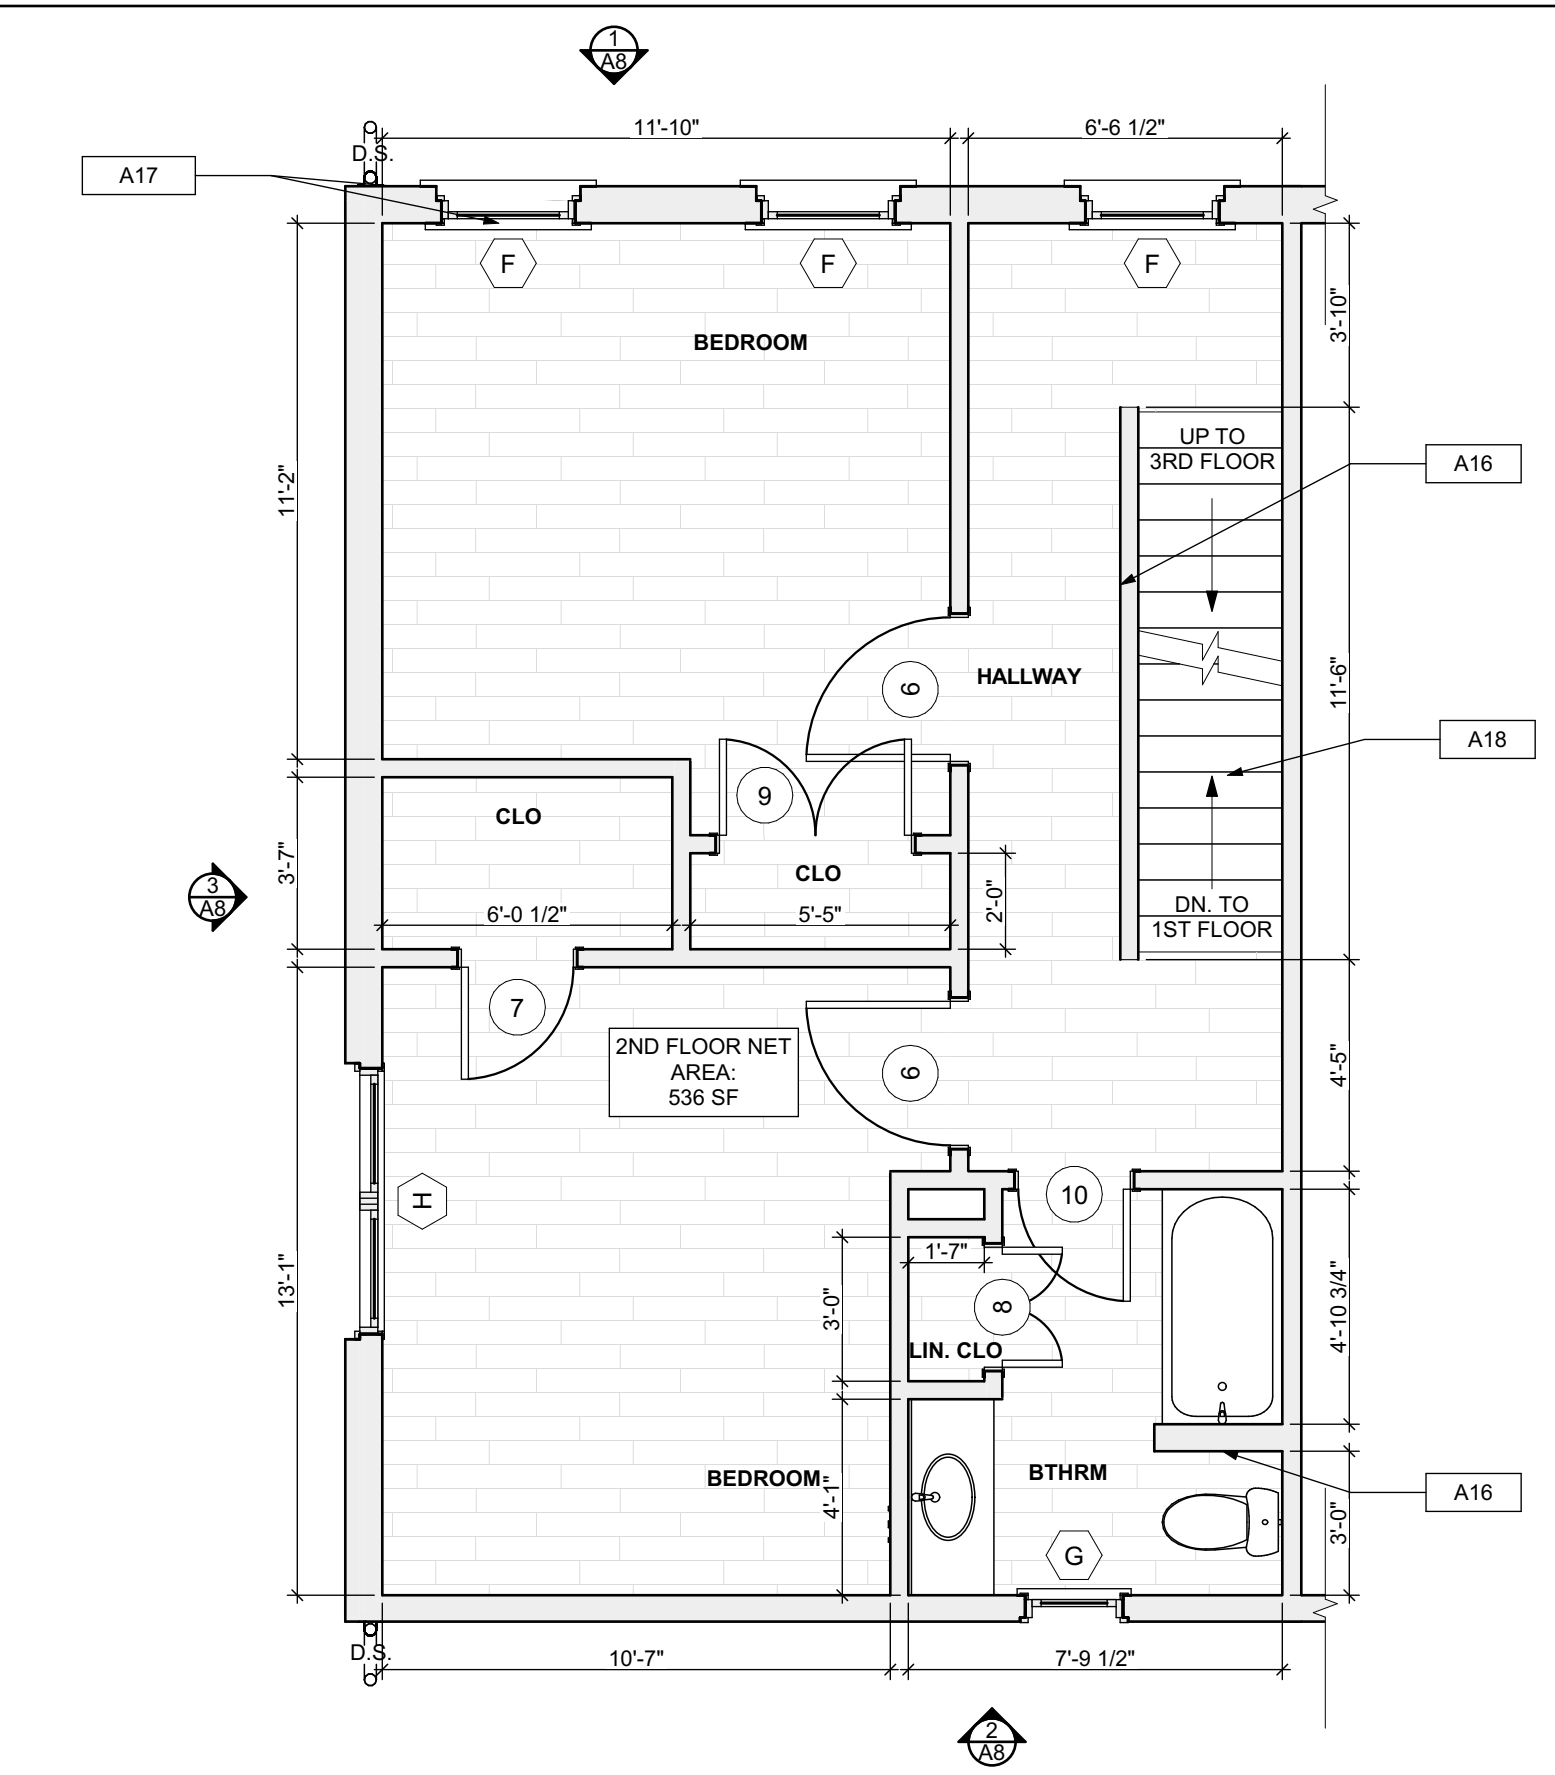 1
A8
11'-10"
6'-6 1/2"
D.S.
A17
F
F
F
3'-10"
BEDROOM
UP TO
3RD FLOOR
A16
11'-2"
HALLWAY
6
11'-6"
A18
9
CLO
CLO
3'-7"
3
A8
6'-0 1/2"
5'-5"
2'-0"
DN. TO
1ST FLOOR
7
2ND FLOOR NET
AREA:
536 SF
6
4'-5"
H
10
1'-7"
13'-1"
3'-0"
8
4'-10 3/4"
LIN. CLO
BEDROOM
4'-1"
BTHRM
A16
3'-0"
G
D.S.
10'-7"
7'-9 1/2"
2
A8